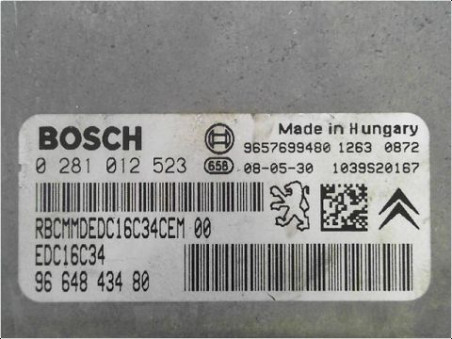 BOSCH
Made in Hungary
9657699480 1263 0872
0 281 012 523 658 08-05-30 1039S20167
RBCMMDEDC16C34CEM 00
EDC16C34
96 648 434 80